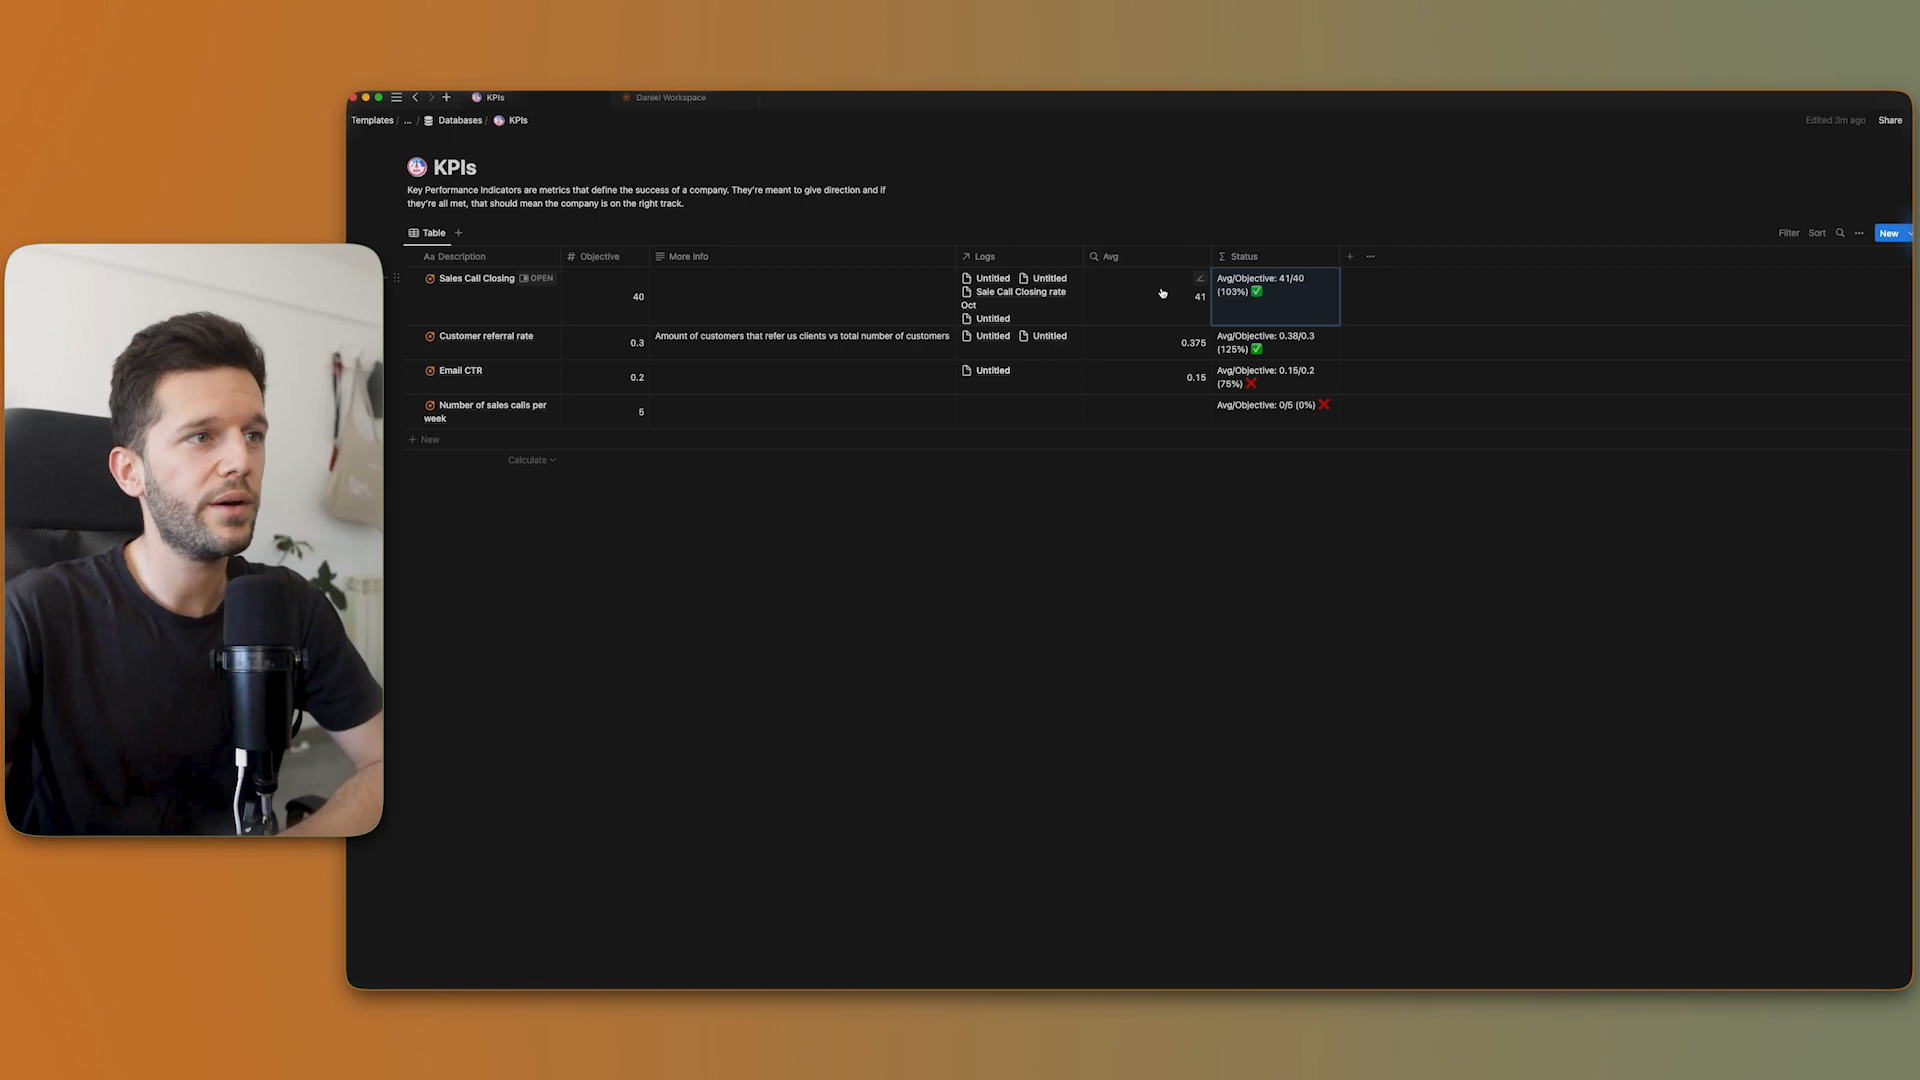 KPIs
Daniel Workspace
Templates / ... / Databases / KPIs
Edited 3m ago
Share
KPIs
Key Performance Indicators are metrics that define the success of a company. They're meant to give direction and if
they're all met, that should mean the company is on the right track.
Table
Filter
Sort
New
Aa Description
# Objective
More Info
Logs
Avg
Σ Status
Sales Call Closing
OPEN
40
Untitled
Untitled
Sale Call Closing rate
Oct
Untitled
41
Avg/Objective: 41/40
(103%) ✅
Customer referral rate
0.3
Amount of customers that refer us clients vs total number of customers
Untitled
Untitled
0.375
Avg/Objective: 0.38/0.3
(125%) ✅
Email CTR
0.2
Untitled
0.15
Avg/Objective: 0.15/0.2
(75%) ❌
Number of sales calls per
week
5
Avg/Objective: 0/5 (0%) ❌
+ New
Calculate